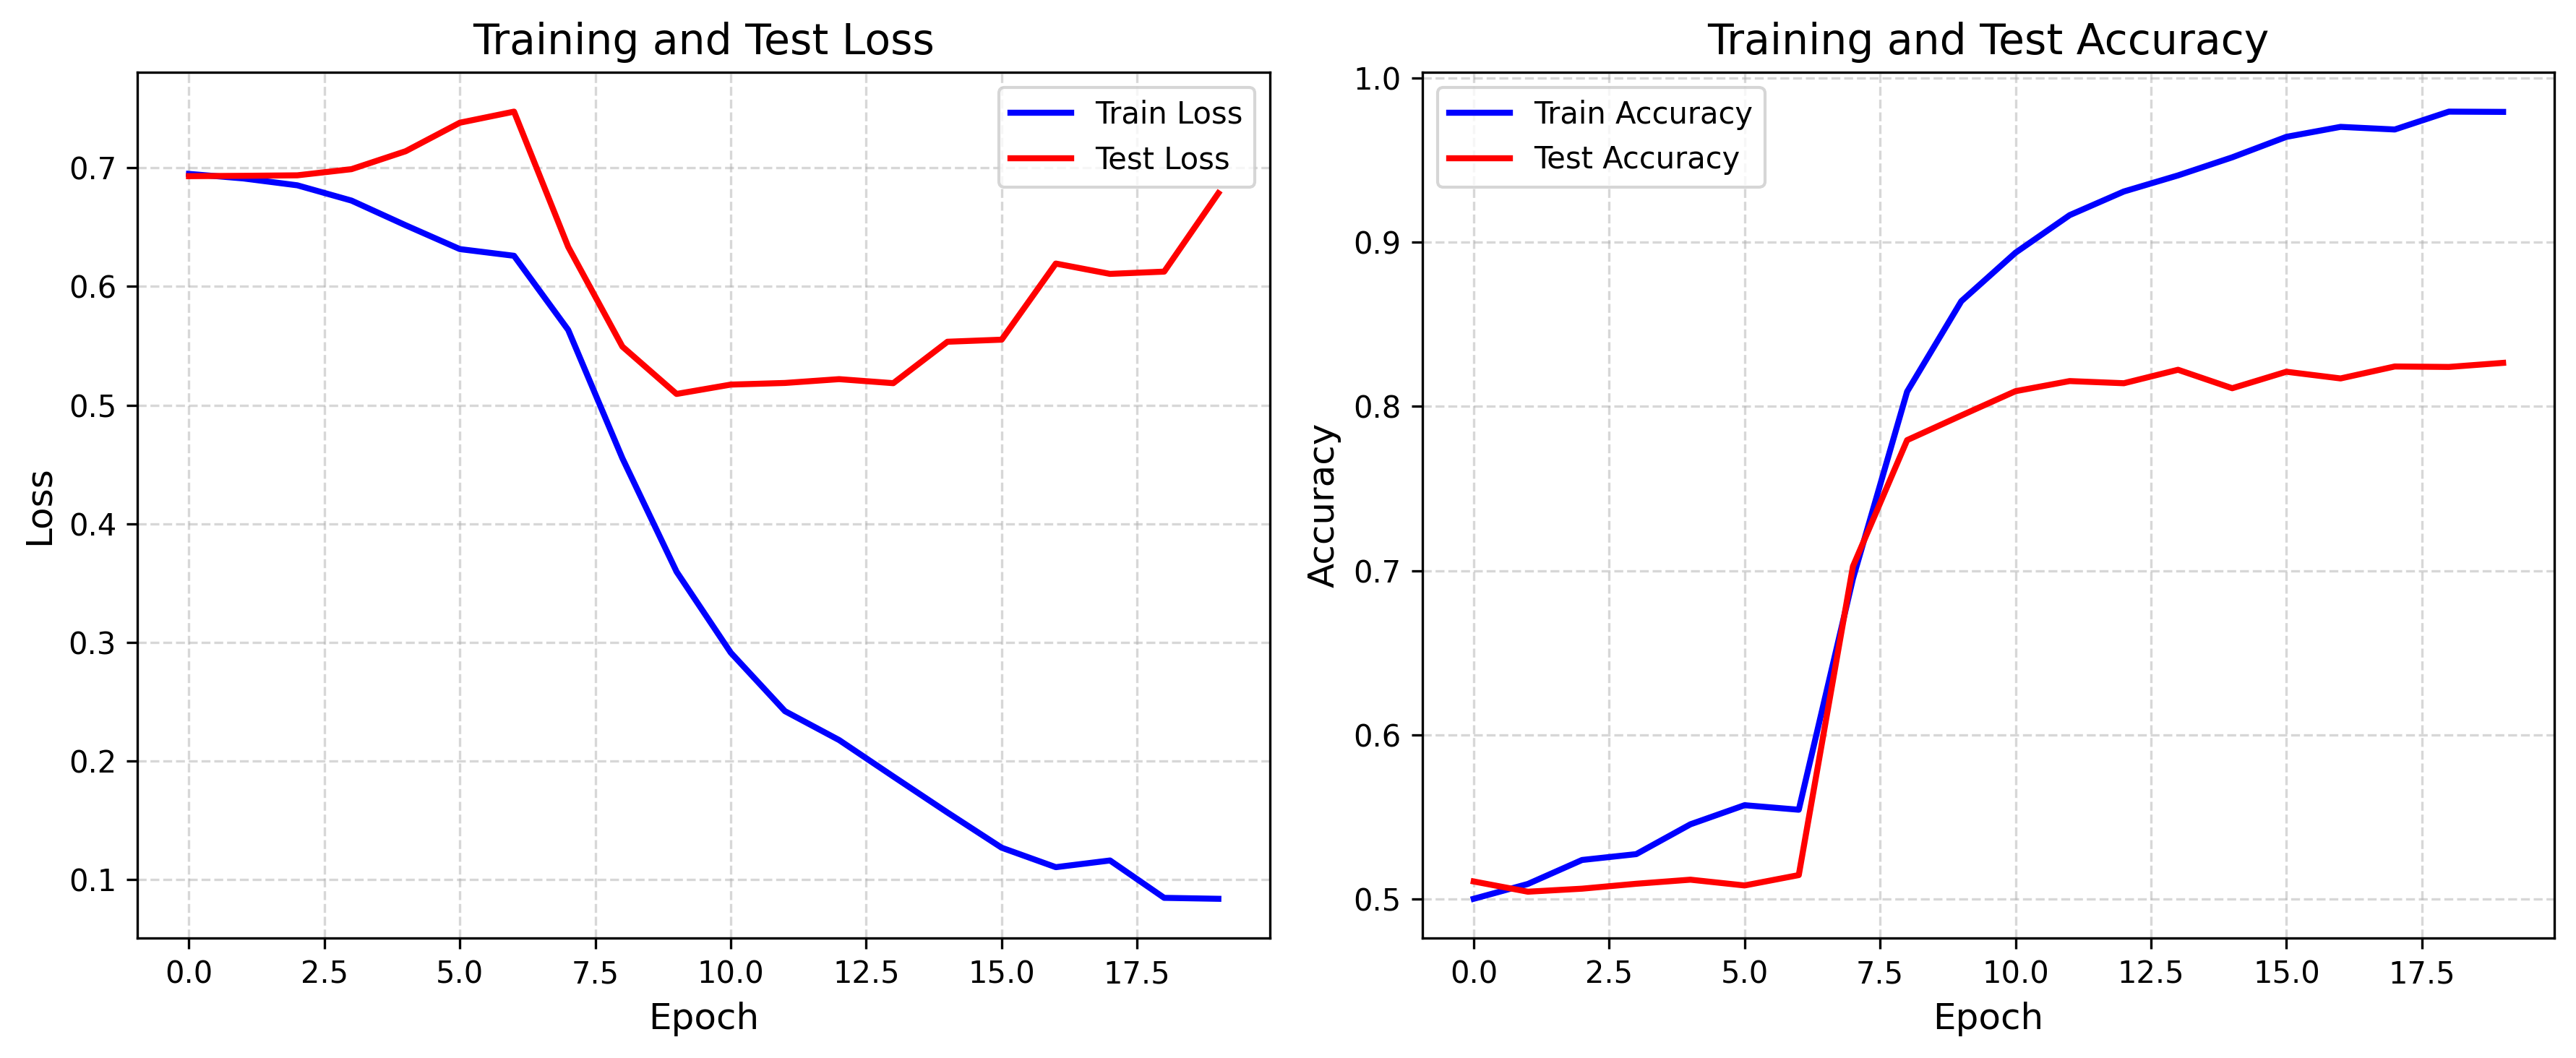 Training and Test Loss
Train Loss
Test Loss
Loss
0.7
0.6
0.5
0.4
0.3
0.2
0.1
0.0 2.5 5.0 7.5 10.0 12.5 15.0 17.5
Epoch
Training and Test Accuracy
Train Accuracy
Test Accuracy
Accuracy
1.0
0.9
0.8
0.7
0.6
0.5
0.0 2.5 5.0 7.5 10.0 12.5 15.0 17.5
Epoch